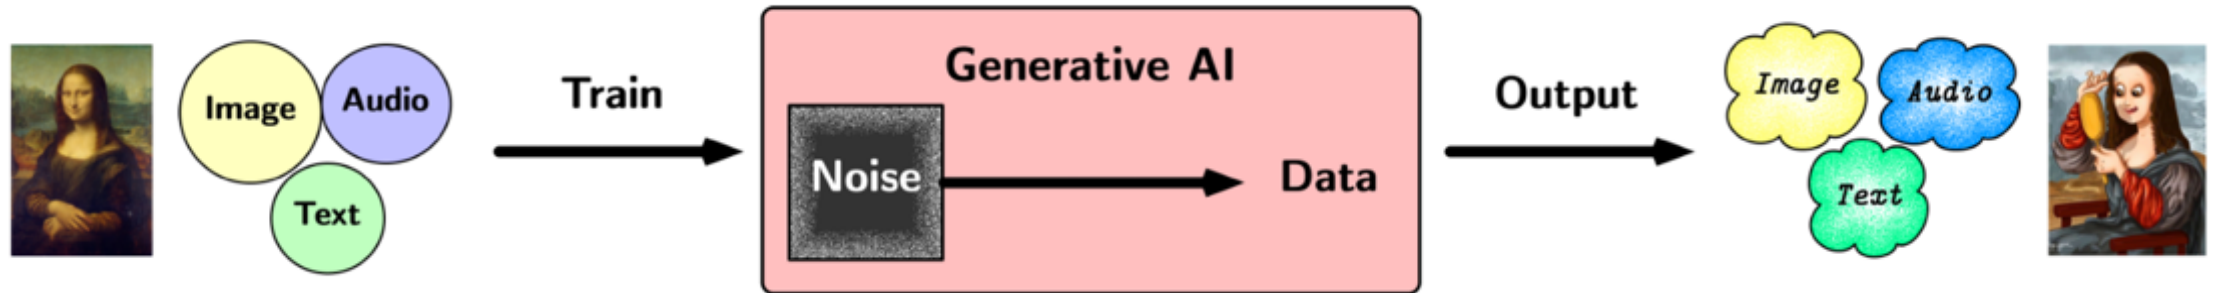 Image
Audio
Text
Train
Generative AI
Noise
Data
Output
Image
Audio
Text